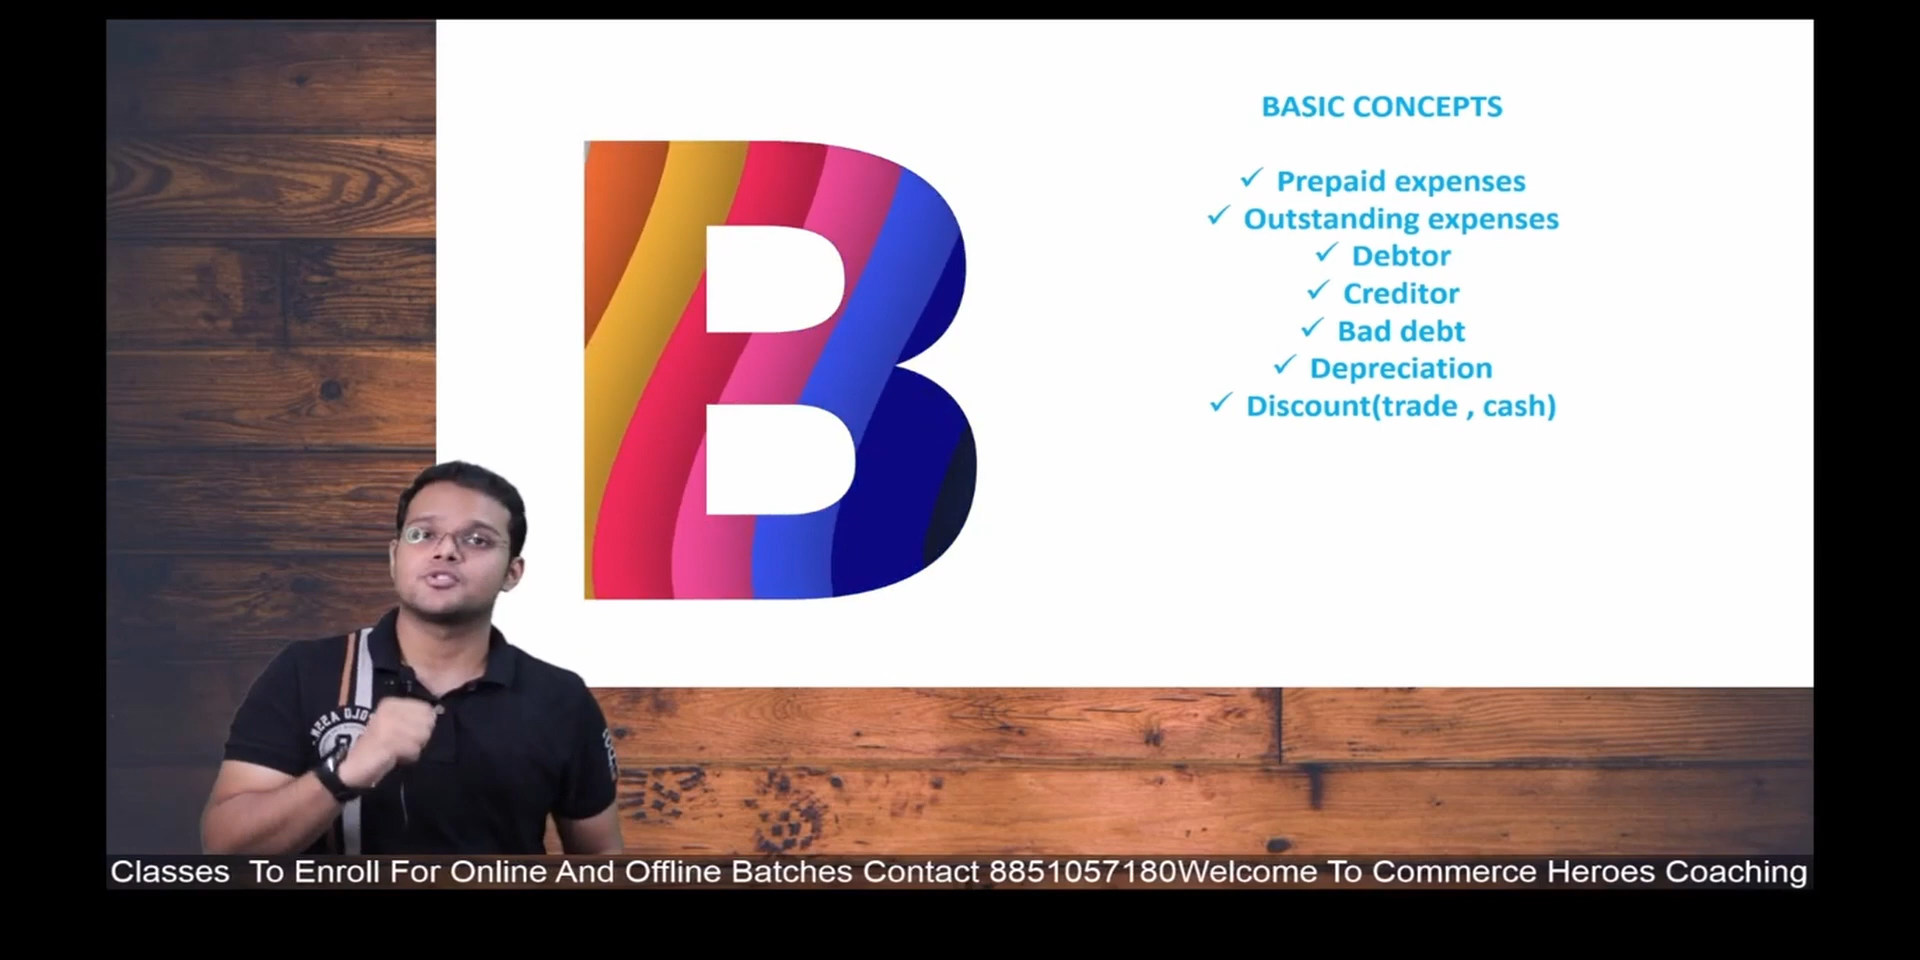 BASIC CONCEPTS
✓ Prepaid expenses
✓ Outstanding expenses
✓ Debtor
✓ Creditor
✓ Bad debt
✓ Depreciation
✓ Discount(trade , cash)
B
Classes To Enroll For Online And Offline Batches Contact 8851057180Welcome To Commerce Heroes Coaching